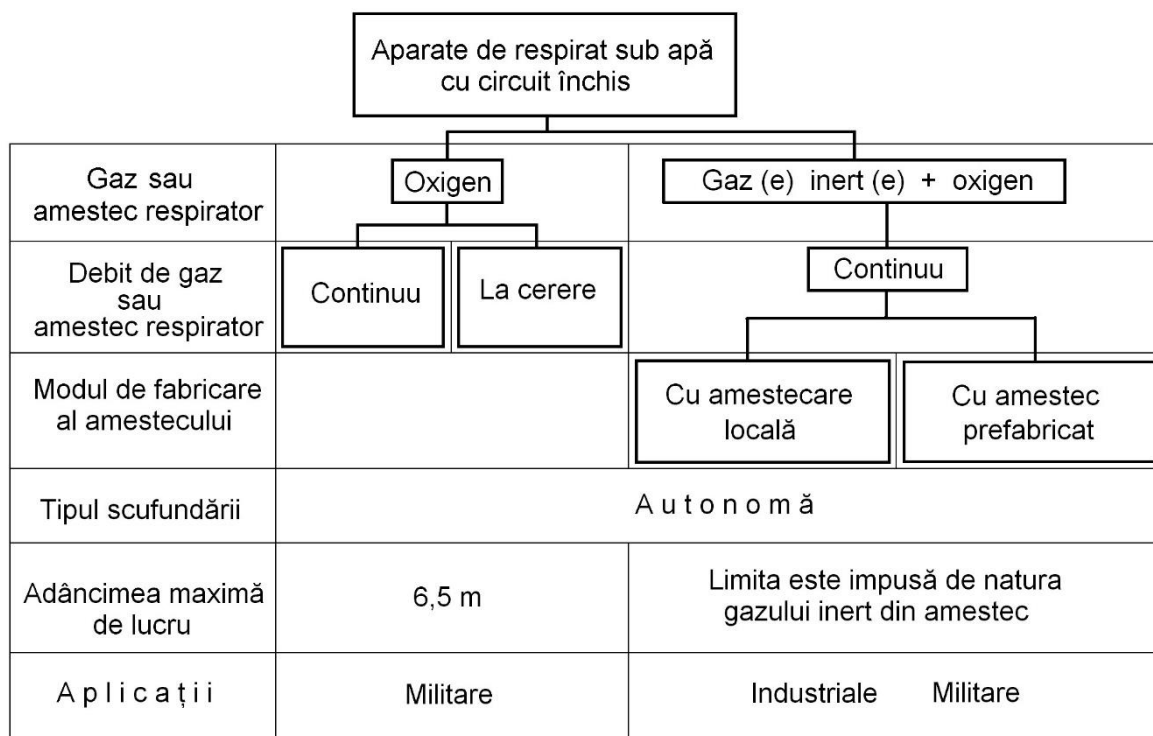 Aparate de respirat sub apă
cu circuit închis
Gaz sau
amestec respirator
Oxigen
Gaz (e) inert (e) + oxigen
Debit de gaz
sau
amestec respirator
Continuu
La cerere
Continuu
Modul de fabricare
al amestecului
Cu amestecare
locală
Cu amestec
prefabricat
Tipul scufundării
A u t o n o m ă
Adâncimea maximă
de lucru
6,5 m
Limita este impusă de natura
gazului inert din amestec
A p l i c a ț i i
Militare
Industriale Militare